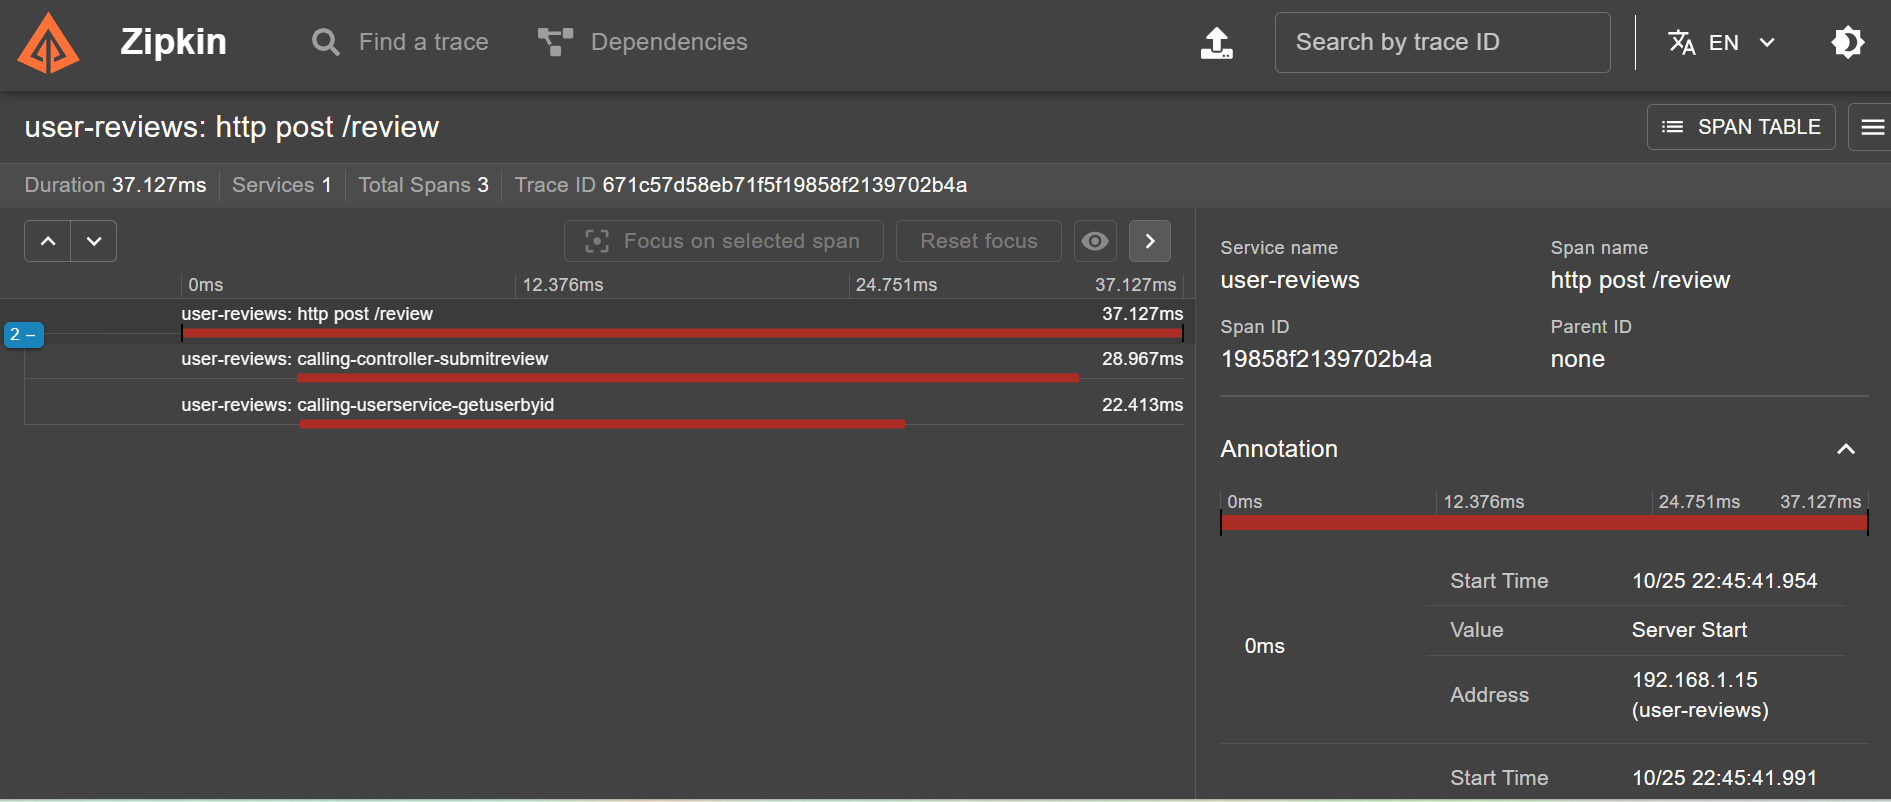 Zipkin
Find a trace
Dependencies
Search by trace ID
EN
user-reviews: http post /review
SPAN TABLE
Duration 37.127ms
Services 1
Total Spans 3
Trace ID 671c57d58eb71f5f19858f2139702b4a
Focus on selected span
Reset focus
0ms
12.376ms
24.751ms
37.127ms
2 –
user-reviews: http post /review
37.127ms
user-reviews: calling-controller-submitreview
28.967ms
user-reviews: calling-userservice-getuserbyid
22.413ms
Service name
user-reviews
Span name
http post /review
Span ID
19858f2139702b4a
Parent ID
none
Annotation
0ms
12.376ms
24.751ms
37.127ms
0ms
Start Time
10/25 22:45:41.954
Value
Server Start
Address
192.168.1.15
(user-reviews)
Start Time
10/25 22:45:41.991